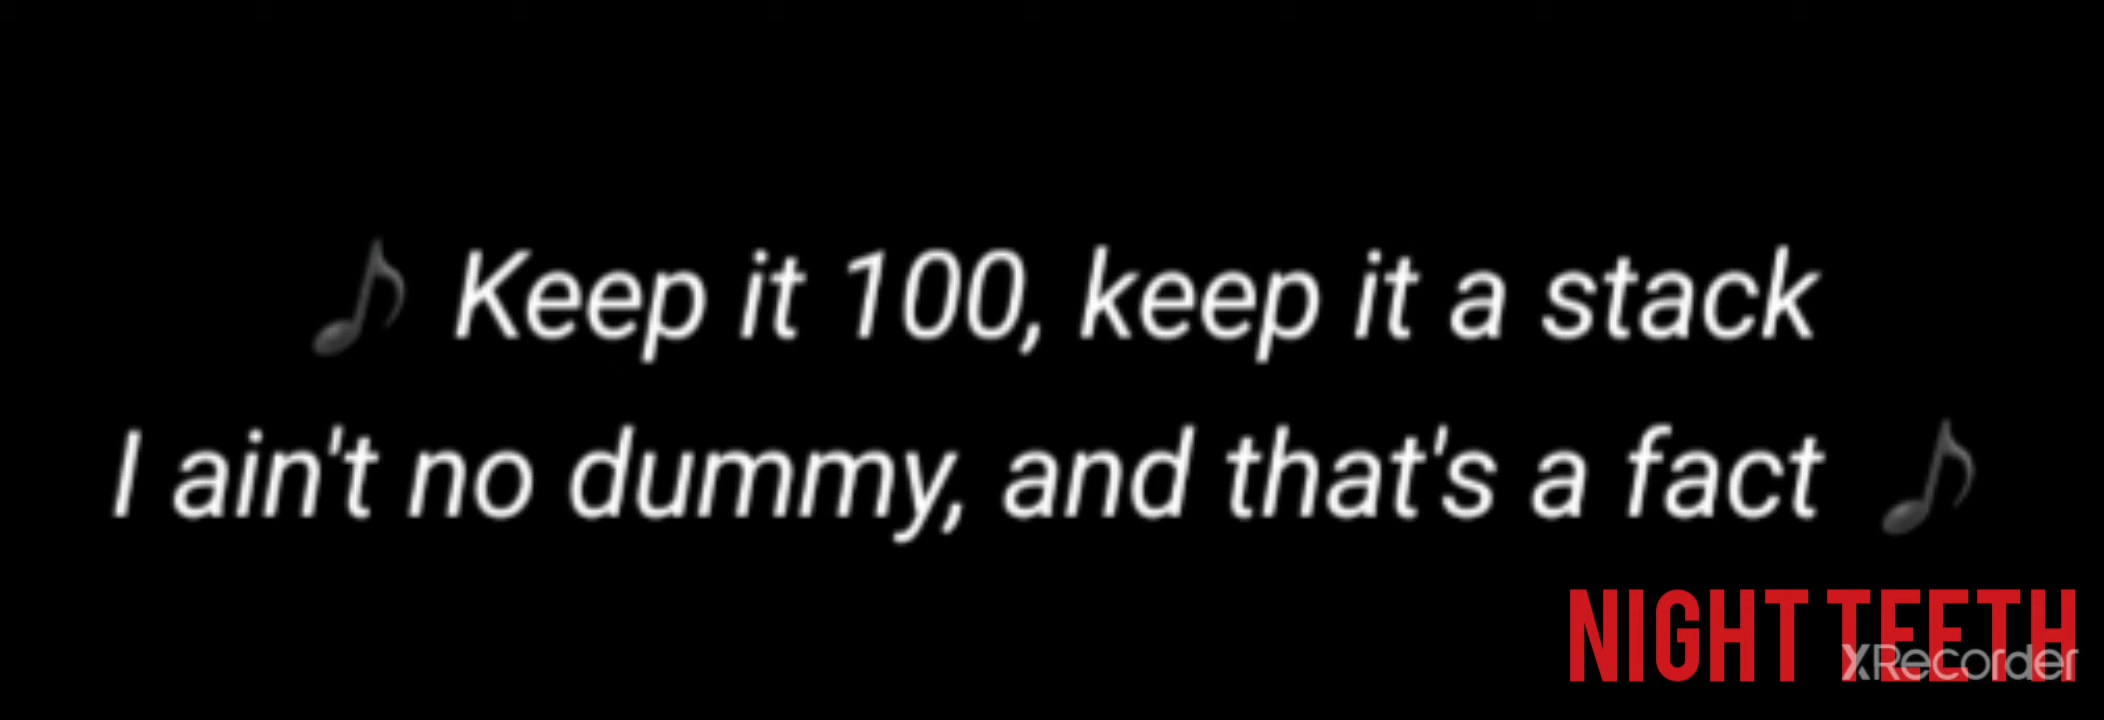 ♪ Keep it 100, keep it a stack
I ain't no dummy, and that's a fact ♪
NIGHT TEETH
XRecorder